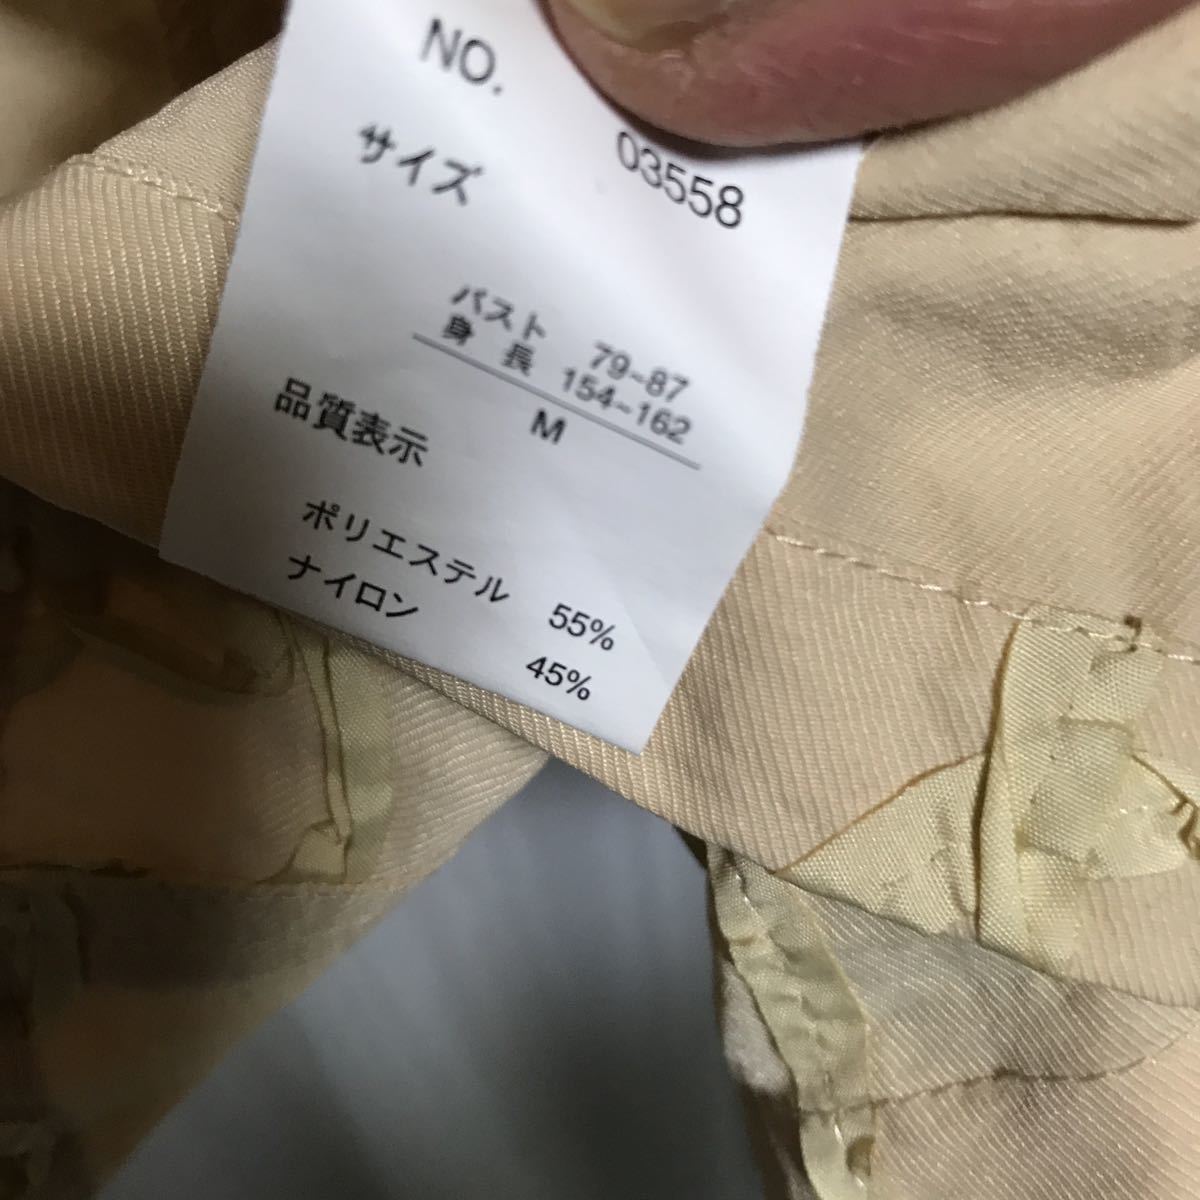 NO. 03558
サイズ
バスト 79~87
身長 154~162
M
品質表示
ポリエステル 55%
ナイロン 45%